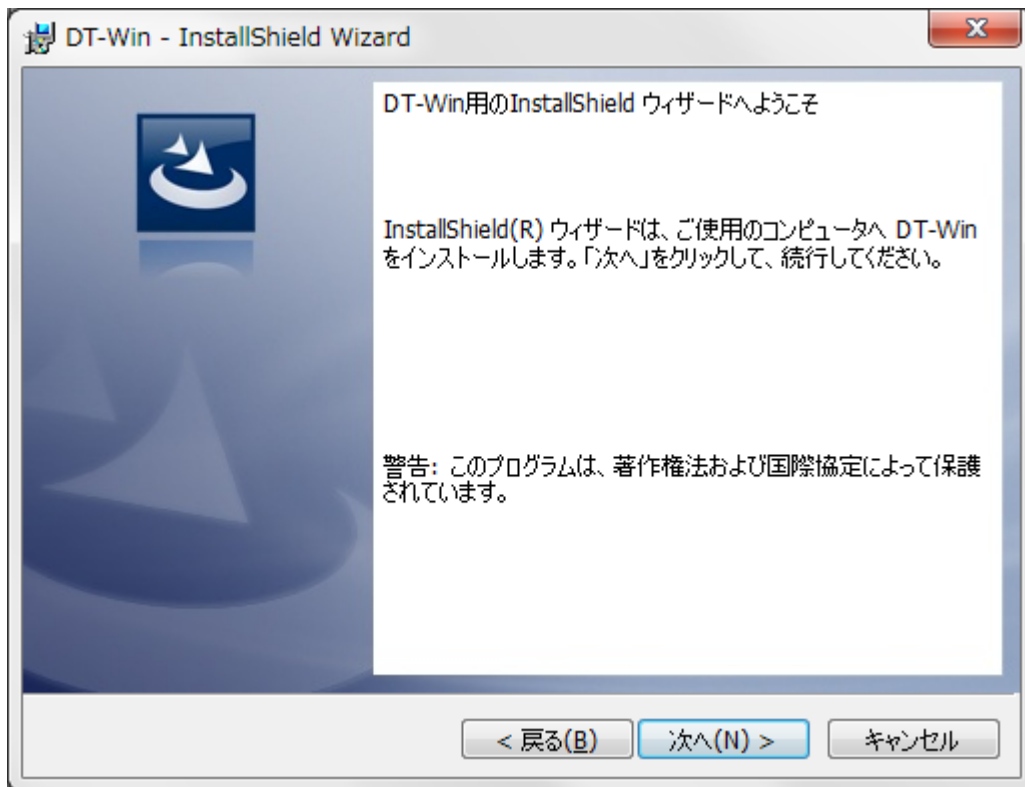 DT-Win - InstallShield Wizard
DT-Win用のInstallShield ウィザードへようこそ
InstallShield(R) ウィザードは、ご使用のコンピュータへ DT-Win
をインストールします。「次へ」をクリックして、続行してください。
警告: このプログラムは、著作権法および国際協定によって保護
されています。
< 戻る(B)
次へ(N) >
キャンセル